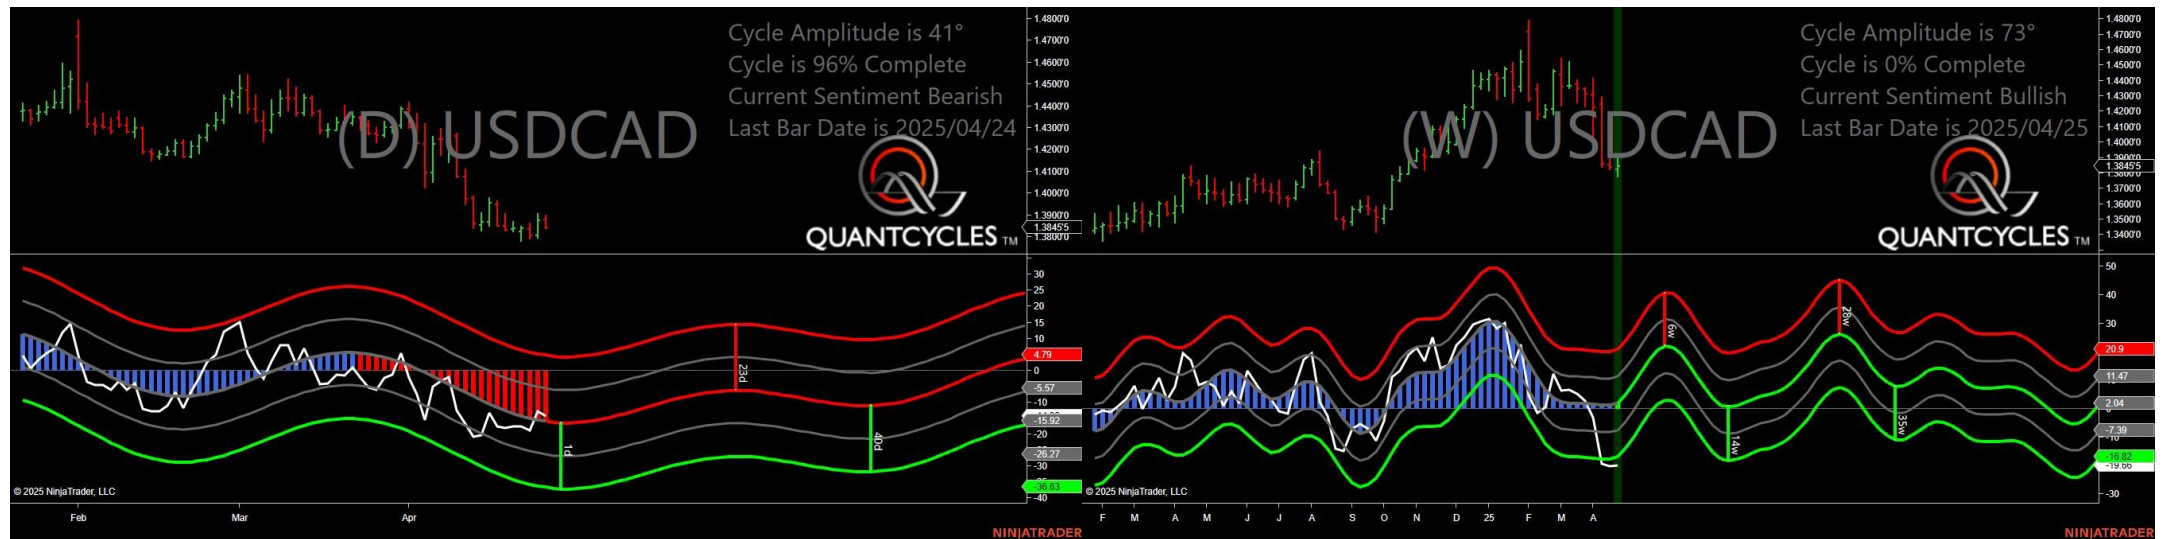 Cycle Amplitude is 41°
Cycle is 96% Complete
Current Sentiment Bearish
Last Bar Date is 2025/04/24
(D) USDCAD
QUANTCYCLES TM
1.4800'0
1.4700'0
1.4600'0
1.4500'0
1.4400'0
1.4300'0
1.4200'0
1.4100'0
1.4000'0
1.3900'0
1.3845'5
1.3800'0
30
25
20
15
10
4.79
0
-5.57
-10
-15.92
-20
-26.27
-30
-36.63
-40
1d
23d
40d
© 2025 NinjaTrader, LLC
Feb
Mar
Apr
NINJATRADER
Cycle Amplitude is 73°
Cycle is 0% Complete
Current Sentiment Bullish
Last Bar Date is 2025/04/25
(W) USDCAD
QUANTCYCLES TM
1.4800'0
1.4700'0
1.4600'0
1.4500'0
1.4400'0
1.4300'0
1.4200'0
1.4100'0
1.4000'0
1.3845'5
1.3700'0
1.3600'0
1.3500'0
1.3400'0
50
40
30
20.9
11.47
2.04
-7.39
-16.82
-19.66
-30
6w
14w
28w
35w
© 2025 NinjaTrader, LLC
F
M
A
M
J
J
A
S
O
N
D
25
F
M
A
NINJATRADER